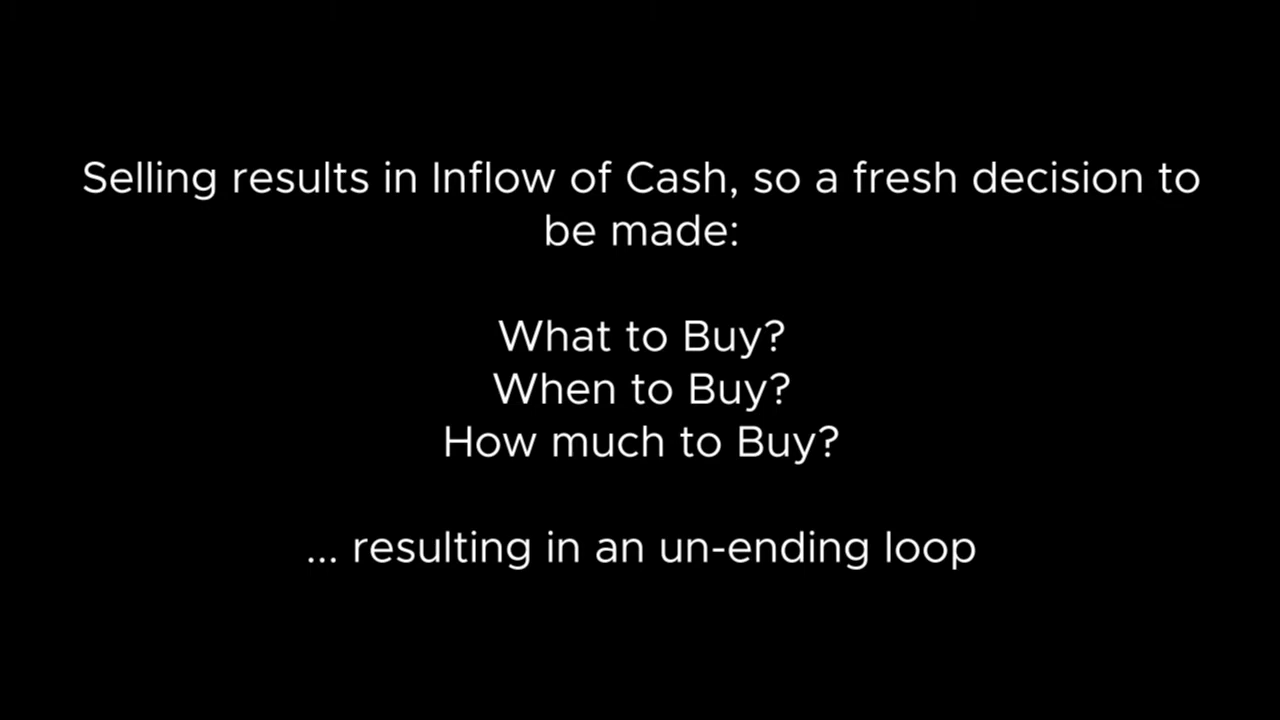 Selling results in Inflow of Cash, so a fresh decision to
be made:
What to Buy?
When to Buy?
How much to Buy?
... resulting in an un-ending loop